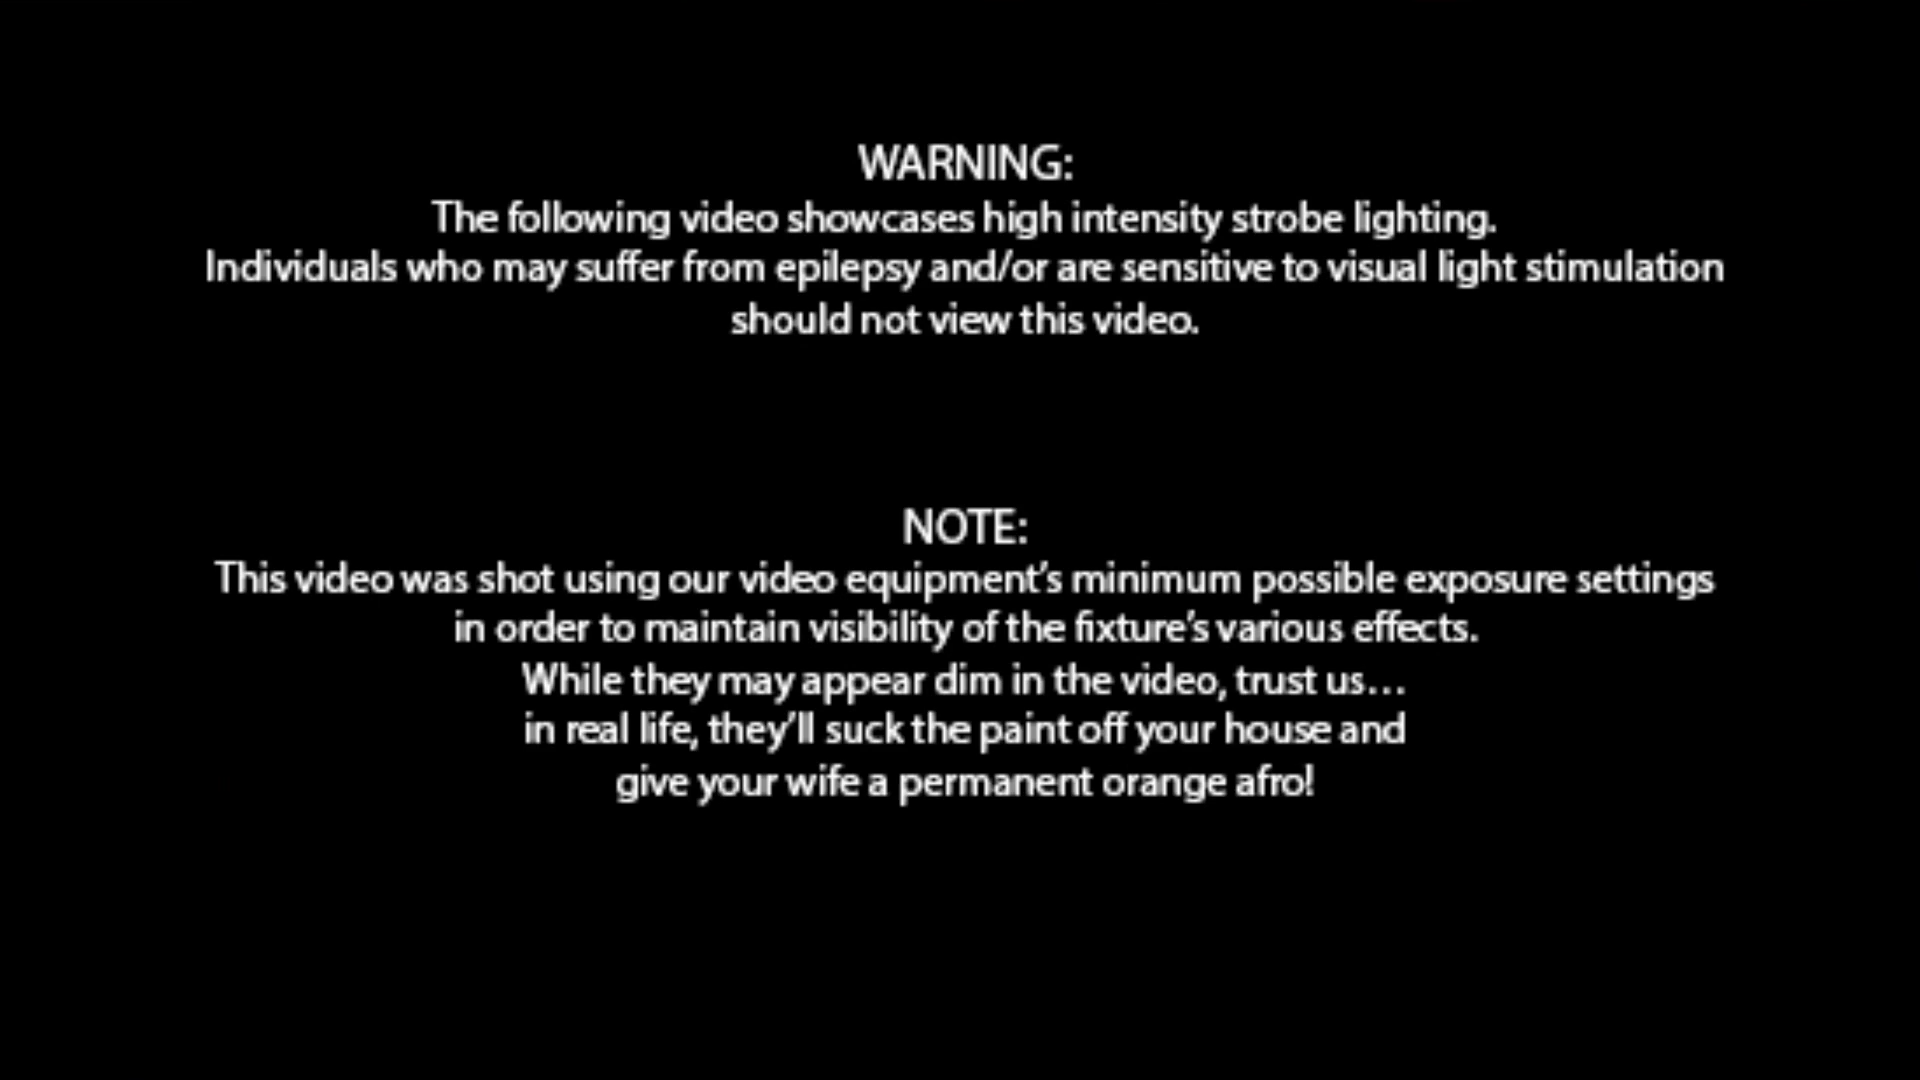 WARNING:
The following video showcases high intensity strobe lighting.
Individuals who may suffer from epilepsy and/or are sensitive to visual light stimulation
should not view this video.
NOTE:
This video was shot using our video equipment’s minimum possible exposure settings
in order to maintain visibility of the fixture’s various effects.
While they may appear dim in the video, trust us…
in real life, they’ll suck the paint off your house and
give your wife a permanent orange afro!